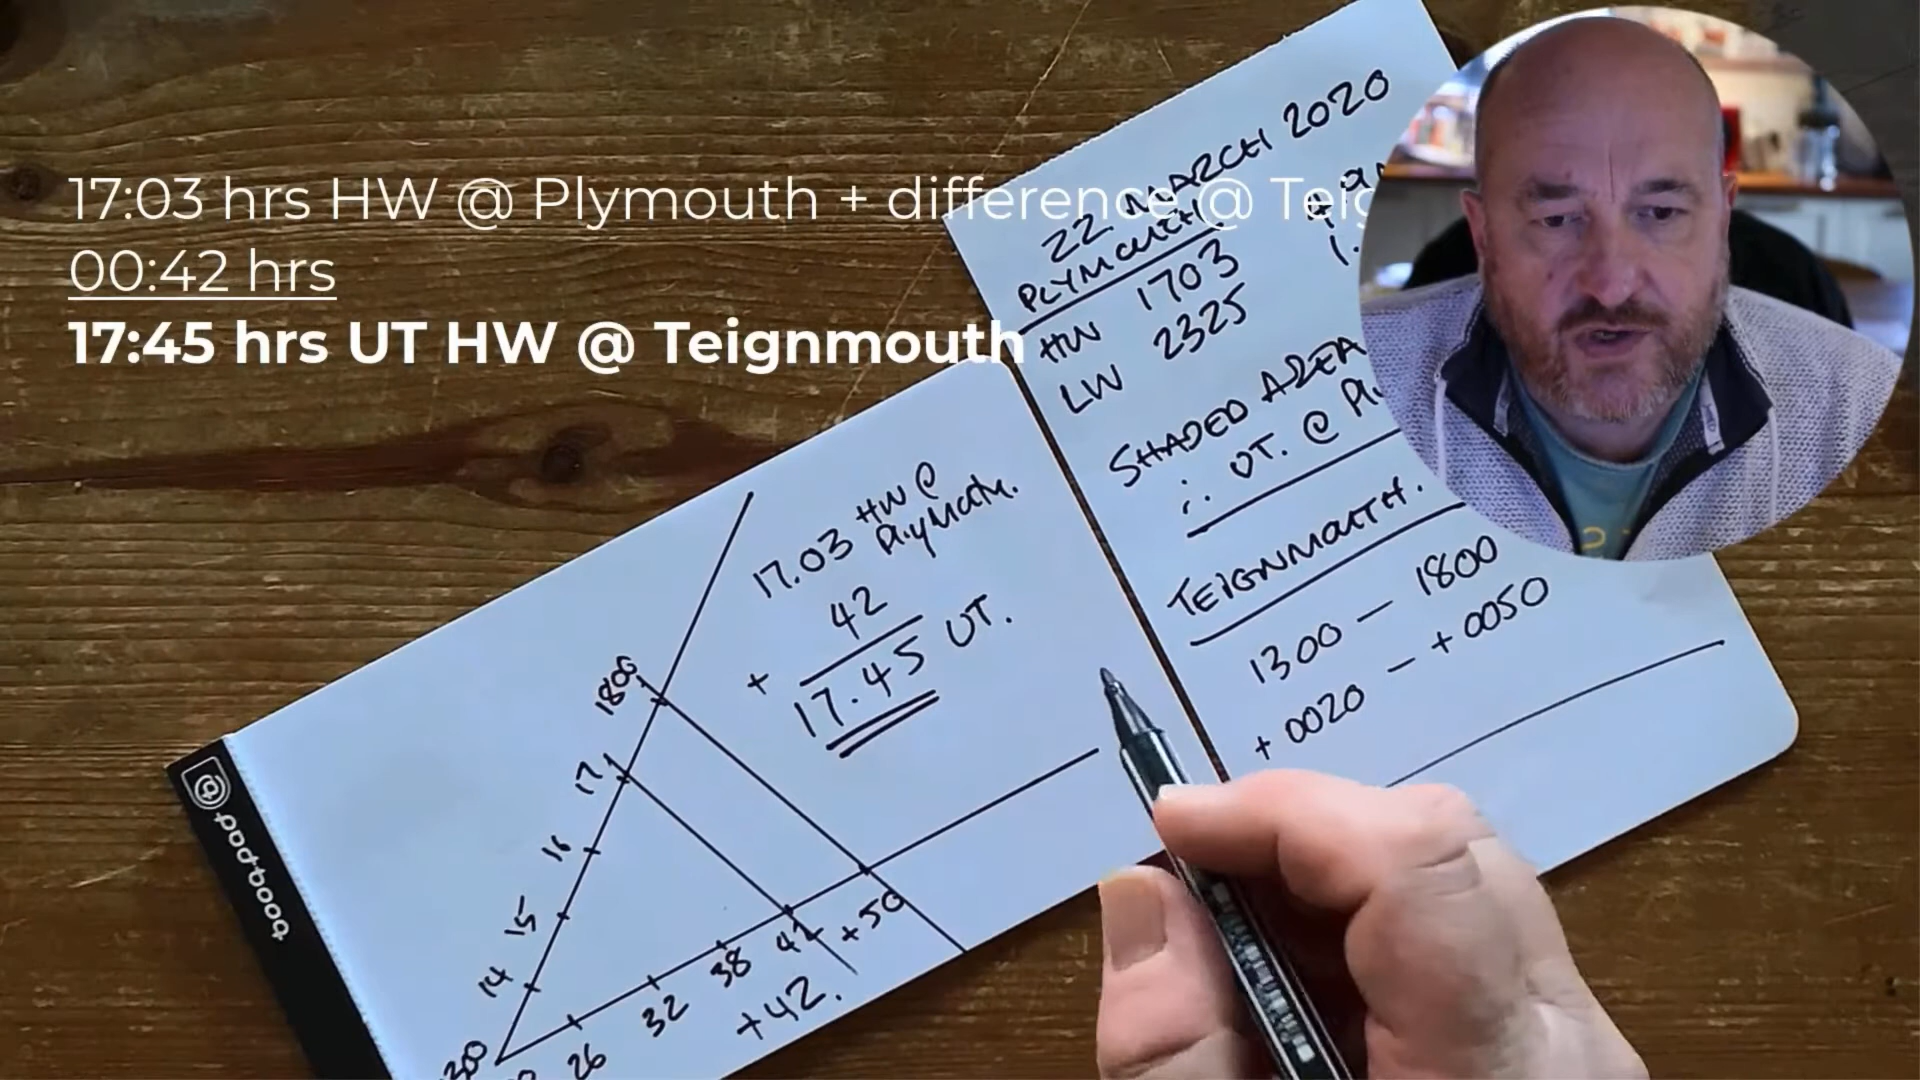 17:03 hrs HW @ Plymouth + difference @
00:42 hrs
17:45 hrs UT HW @ Teignmouth
22 MARCH 2020
PLYMOUTH
HW 1703
LW 2325
SHADED AREA
∴ UT. @
TEIGNMOUTH.
1300 – 1800
+ 0020 – + 0050
17.03 HW @ Plymouth.
+ 42
17.45 UT.
1800
17
16
15
14
26
32
38
42
+50
+42.
bookpad